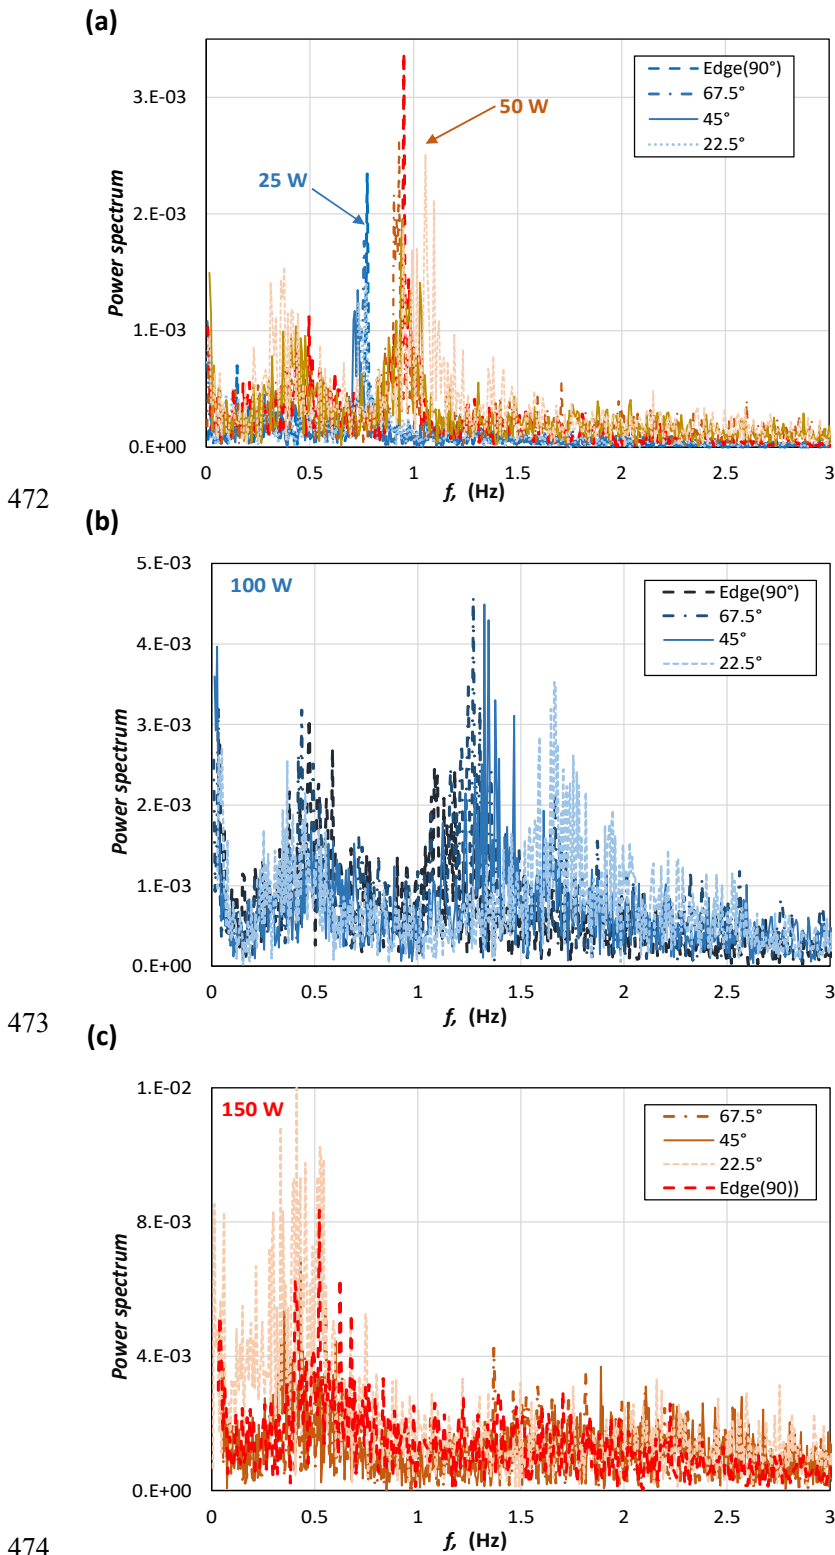 (a)
Power spectrum
3.E-03
2.E-03
1.E-03
0.E+00
25 W
50 W
Edge(90°)
67.5°
45°
22.5°
0 0.5 1 1.5 2 2.5 3
f, (Hz)
472
(b)
Power spectrum
5.E-03
4.E-03
3.E-03
2.E-03
1.E-03
0.E+00
100 W
Edge(90°)
67.5°
45°
22.5°
0 0.5 1 1.5 2 2.5 3
f, (Hz)
473
(c)
Power spectrum
1.E-02
8.E-03
4.E-03
0.E+00
150 W
67.5°
45°
22.5°
Edge(90))
0 0.5 1 1.5 2 2.5 3
f, (Hz)
474